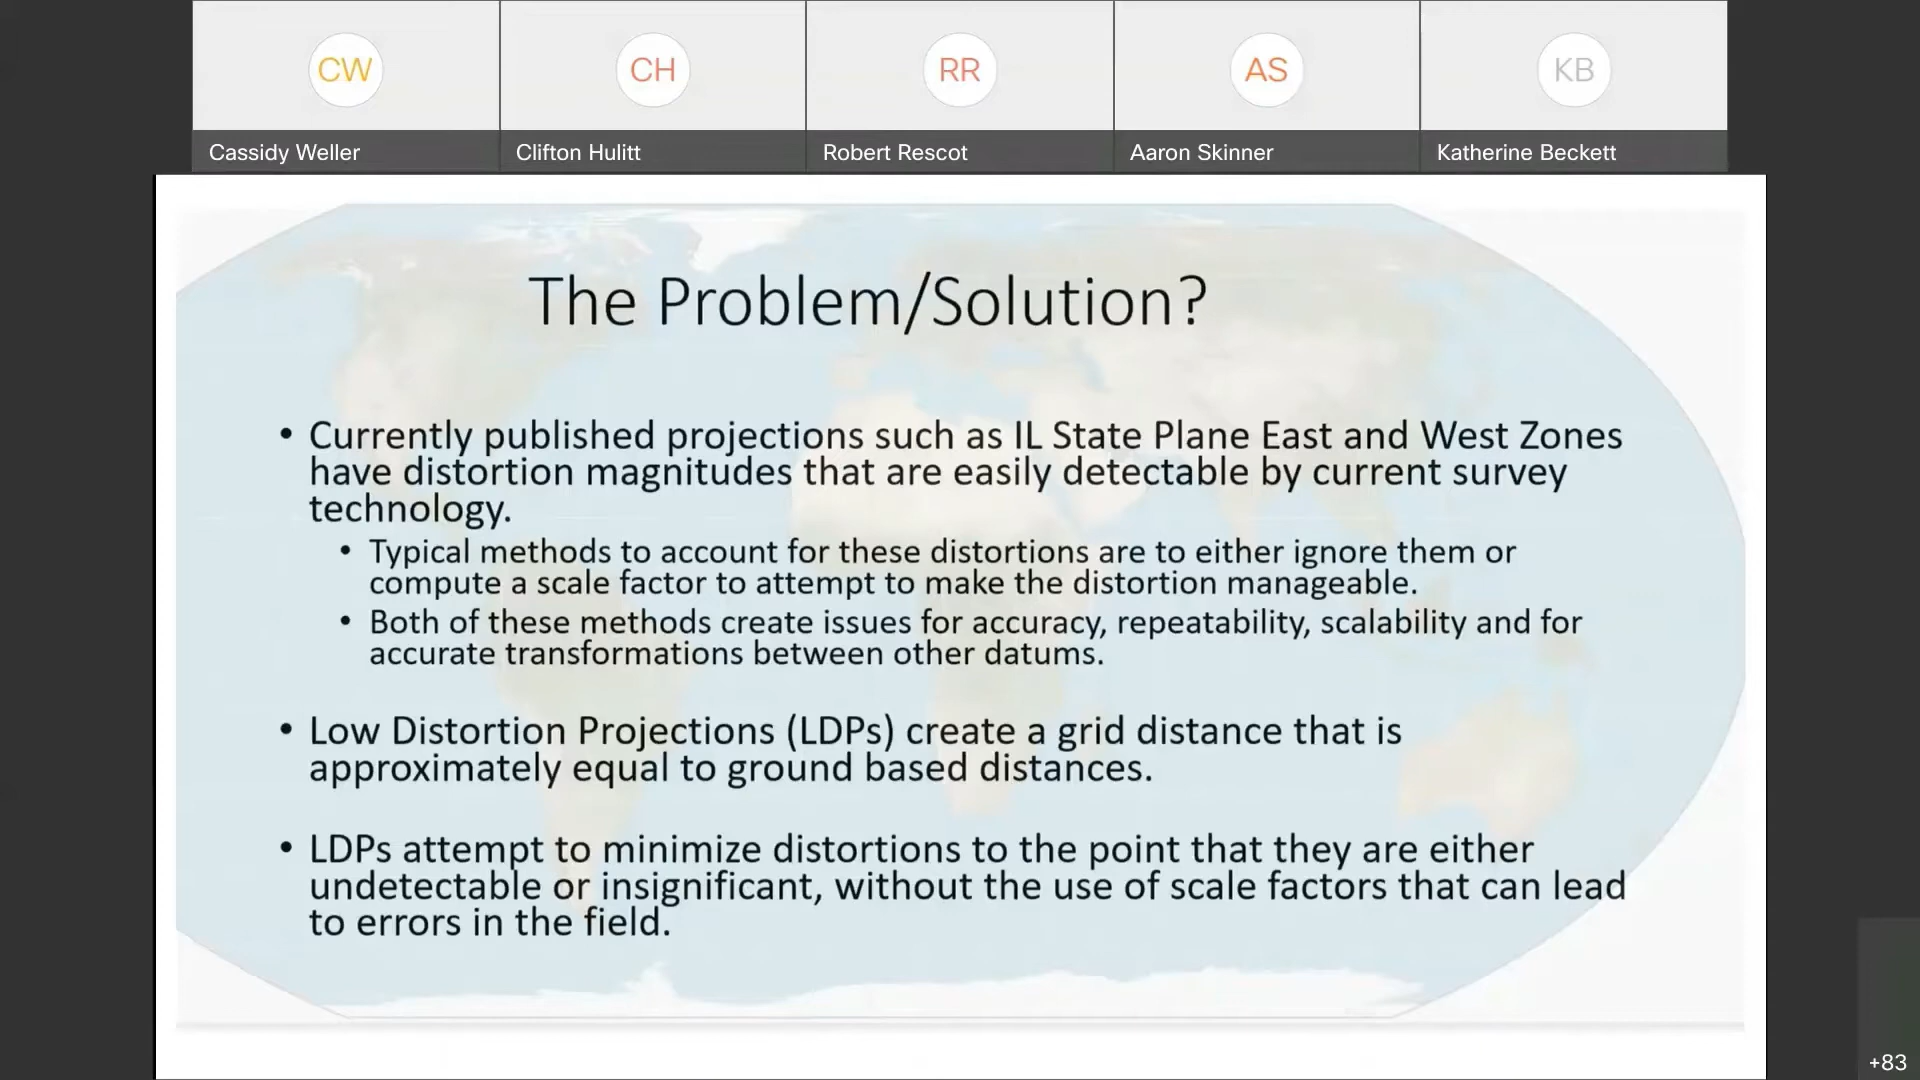 CW
CH
RR
AS
KB
Cassidy Weller
Clifton Hulitt
Robert Rescot
Aaron Skinner
Katherine Beckett
The Problem/Solution?
• Currently published projections such as IL State Plane East and West Zones
have distortion magnitudes that are easily detectable by current survey
technology.
• Typical methods to account for these distortions are to either ignore them or
compute a scale factor to attempt to make the distortion manageable.
• Both of these methods create issues for accuracy, repeatability, scalability and for
accurate transformations between other datums.
• Low Distortion Projections (LDPs) create a grid distance that is
approximately equal to ground based distances.
• LDPs attempt to minimize distortions to the point that they are either
undetectable or insignificant, without the use of scale factors that can lead
to errors in the field.
+83